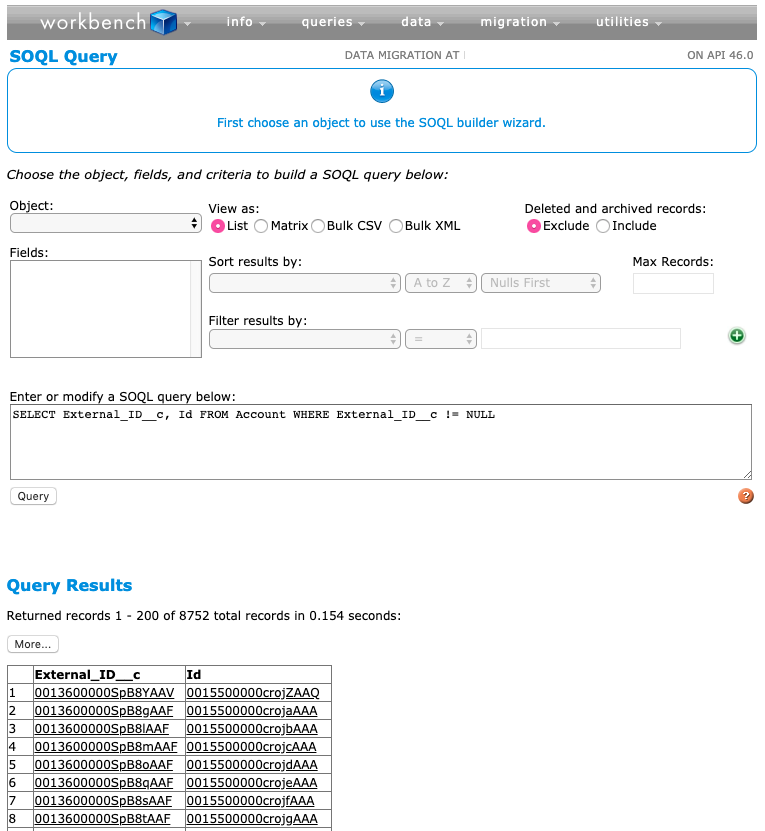 workbench info queries data migration utilities
SOQL Query DATA MIGRATION AT ON API 46.0
First choose an object to use the SOQL builder wizard.
Choose the object, fields, and criteria to build a SOQL query below:
Object: View as: Deleted and archived records:
List Matrix Bulk CSV Bulk XML Exclude Include
Fields: Sort results by: Max Records:
A to Z Nulls First
Filter results by:
=
Enter or modify a SOQL query below:
SELECT External_ID__c, Id FROM Account WHERE External_ID__c != NULL
Query ?
Query Results
Returned records 1 - 200 of 8752 total records in 0.154 seconds:
More...
External_ID__c Id
1 0013600000SpB8YAAV 0015500000crojZAAQ
2 0013600000SpB8gAAF 0015500000crojaAAA
3 0013600000SpB8lAAF 0015500000crojbAAA
4 0013600000SpB8mAAF 0015500000crojcAAA
5 0013600000SpB8oAAF 0015500000crojdAAA
6 0013600000SpB8qAAF 0015500000crojeAAA
7 0013600000SpB8sAAF 0015500000crojfAAA
8 0013600000SpB8tAAF 0015500000crojgAAA